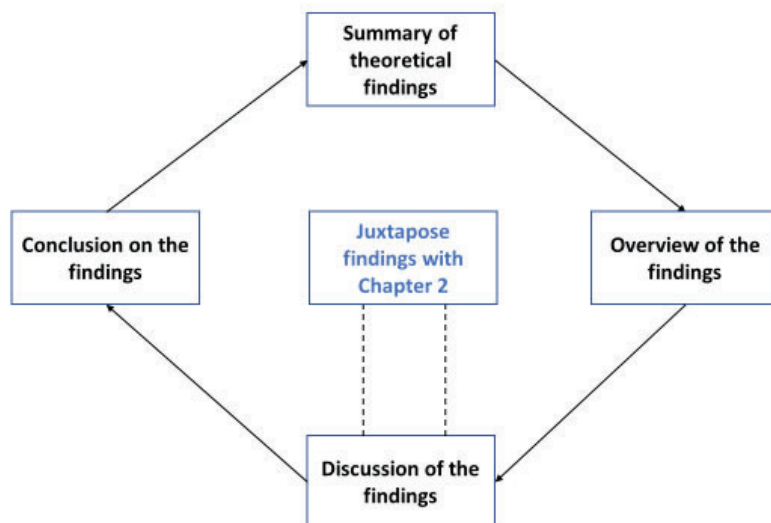 Summary of
theoretical
findings
Conclusion on the
findings
Juxtapose
findings with
Chapter 2
Overview of the
findings
Discussion of the
findings